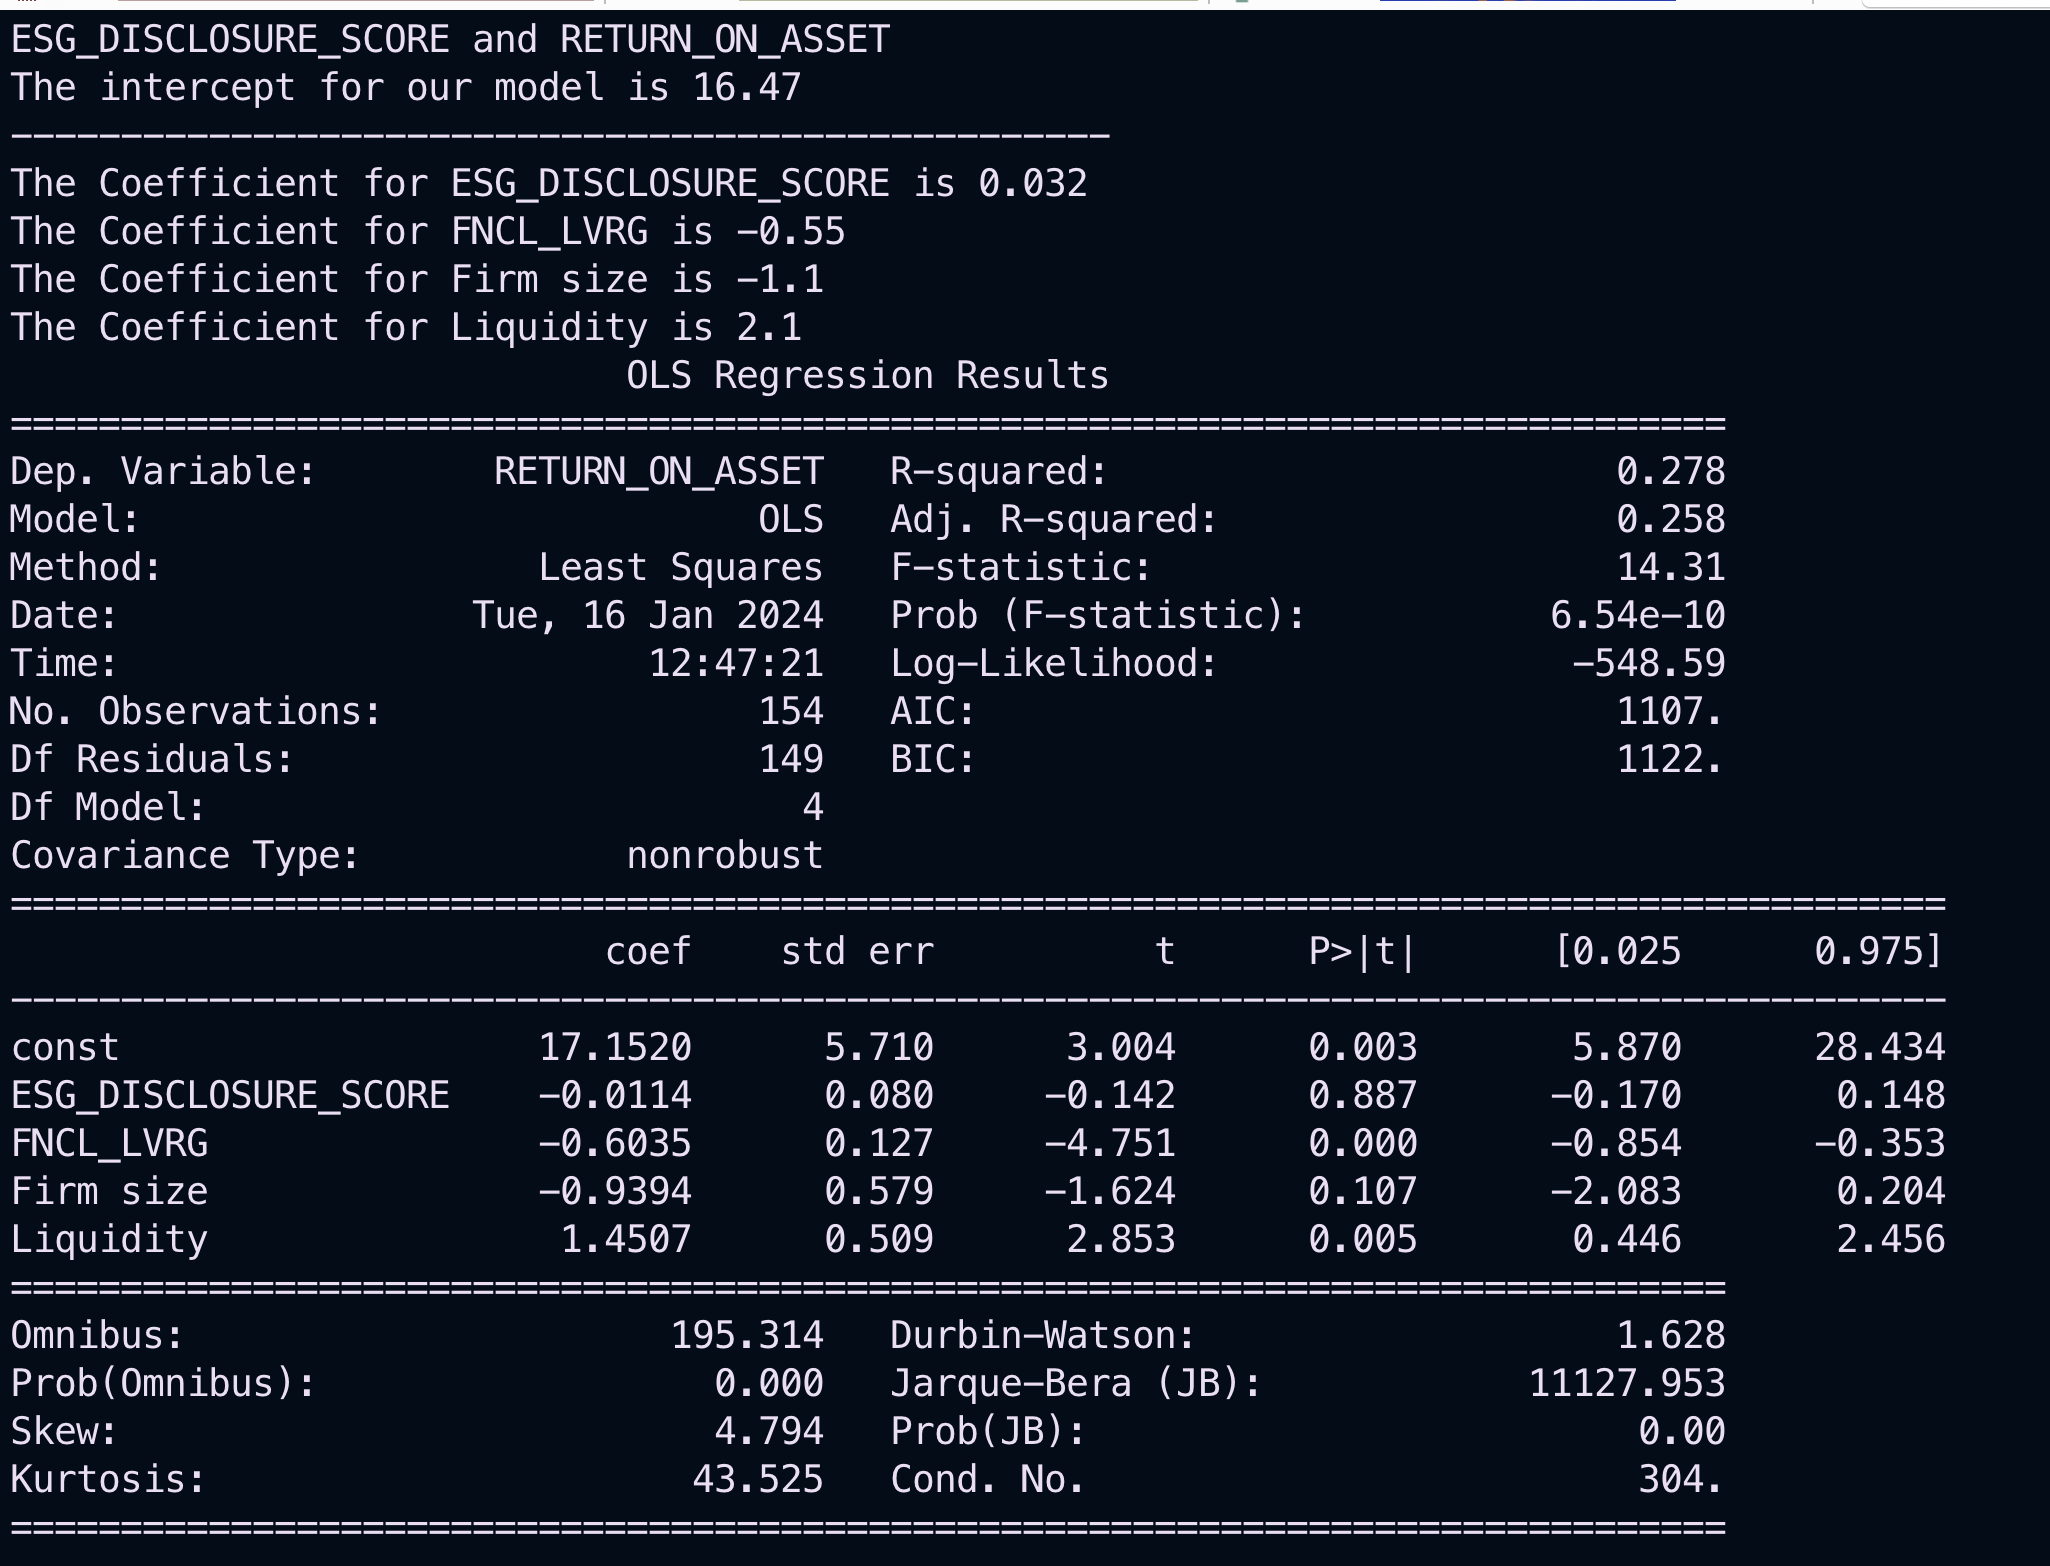 ESG_DISCLOSURE_SCORE and RETURN_ON_ASSET
The intercept for our model is 16.47
--------------------------------------------------
The Coefficient for ESG_DISCLOSURE_SCORE is 0.032
The Coefficient for FNCL_LVRG is -0.55
The Coefficient for Firm size is -1.1
The Coefficient for Liquidity is 2.1
                            OLS Regression Results
==============================================================================
Dep. Variable:        RETURN_ON_ASSET   R-squared:                       0.278
Model:                            OLS   Adj. R-squared:                  0.258
Method:                 Least Squares   F-statistic:                     14.31
Date:                Tue, 16 Jan 2024   Prob (F-statistic):           6.54e-10
Time:                        12:47:21   Log-Likelihood:                -548.59
No. Observations:                 154   AIC:                             1107.
Df Residuals:                     149   BIC:                             1122.
Df Model:                           4
Covariance Type:            nonrobust
========================================================================================
                           coef    std err          t      P>|t|      [0.025      0.975]
----------------------------------------------------------------------------------------
const                   17.1520      5.710      3.004      0.003       5.870      28.434
ESG_DISCLOSURE_SCORE    -0.0114      0.080     -0.142      0.887      -0.170       0.148
FNCL_LVRG               -0.6035      0.127     -4.751      0.000      -0.854      -0.353
Firm size               -0.9394      0.579     -1.624      0.107      -2.083       0.204
Liquidity                1.4507      0.509      2.853      0.005       0.446       2.456
==============================================================================
Omnibus:                      195.314   Durbin-Watson:                   1.628
Prob(Omnibus):                  0.000   Jarque-Bera (JB):            11127.953
Skew:                           4.794   Prob(JB):                         0.00
Kurtosis:                      43.525   Cond. No.                         304.
==============================================================================